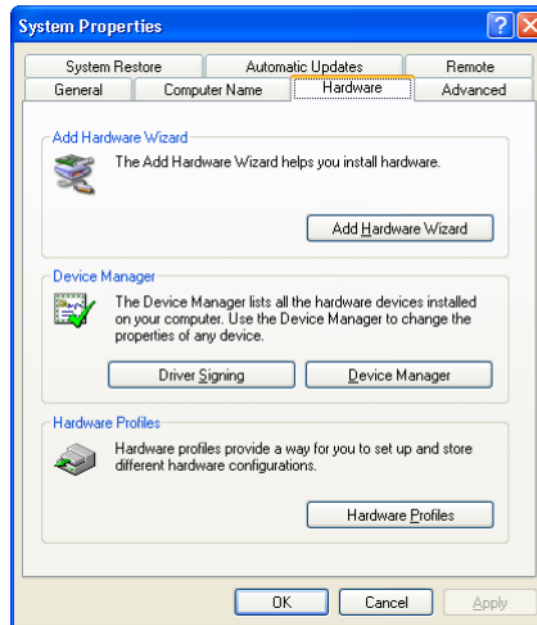 System Properties
System Restore
Automatic Updates
Remote
General
Computer Name
Hardware
Advanced
Add Hardware Wizard
The Add Hardware Wizard helps you install hardware.
Add Hardware Wizard
Device Manager
The Device Manager lists all the hardware devices installed
on your computer. Use the Device Manager to change the
properties of any device.
Driver Signing
Device Manager
Hardware Profiles
Hardware profiles provide a way for you to set up and store
different hardware configurations.
Hardware Profiles
OK
Cancel
Apply